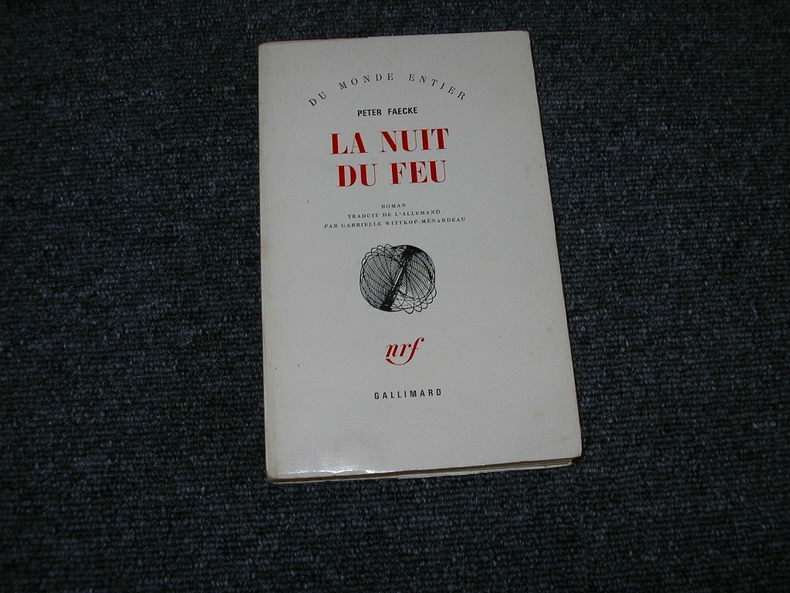 DU MONDE ENTIER
PETER FAECKE
LA NUIT
DU FEU
ROMAN
TRADUIT DE L'ALLEMAND
PAR GABRIELLE WITTKOP-MÉNARDEAU
nrf
GALLIMARD